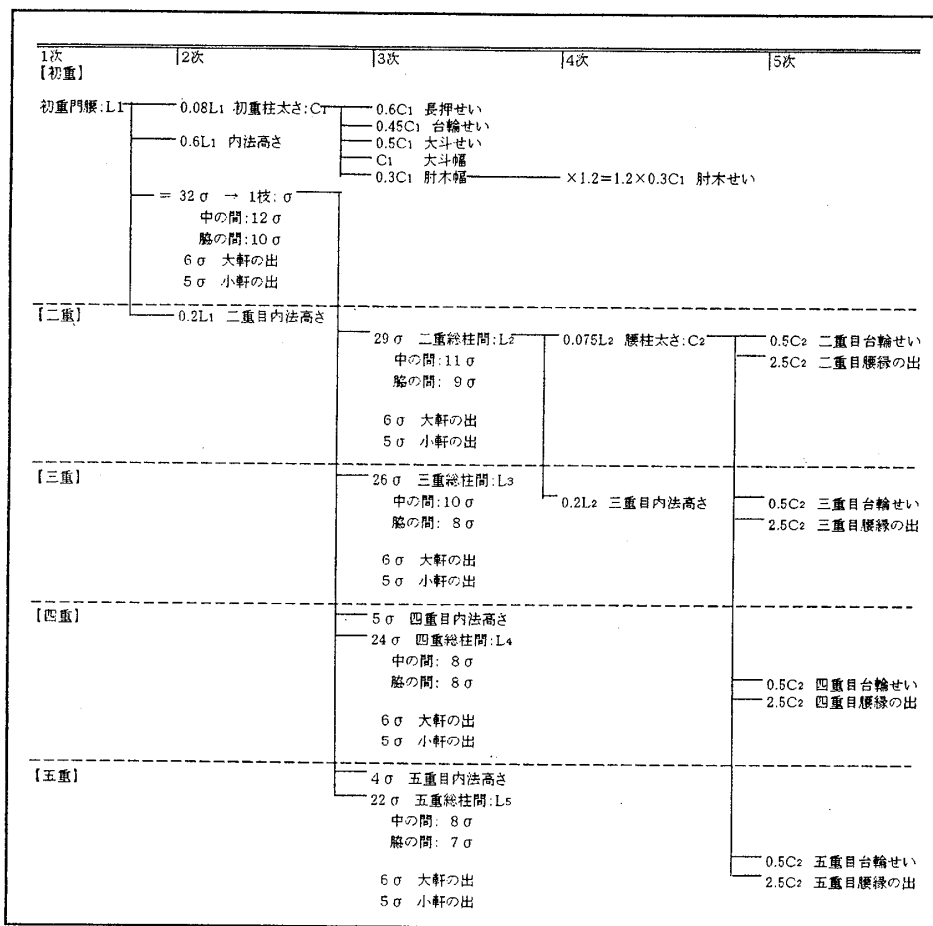 1次 2次 3次 4次 5次
【初重】
初重門腰:L1 0.08L1 初重柱太さ:C1 0.6C1 長押せい
0.45C1 台輪せい
0.6L1 内法高さ 0.5C1 大斗せい
C1 大斗幅
0.3C1 肘木幅 ×1.2=1.2×0.3C1 肘木せい
= 32σ → 1枝:σ
中の間:12σ
脇の間:10σ
6σ 大軒の出
5σ 小軒の出
【二重】 0.2L1 二重目内法高さ
29σ 二重総柱間:L2 0.075L2 腰柱太さ:C2 0.5C2 二重目台輪せい
中の間:11σ 2.5C2 二重目腰縁の出
脇の間: 9σ
6σ 大軒の出
5σ 小軒の出
【三重】 26σ 三重総柱間:L3
中の間:10σ 0.2L2 三重目内法高さ 0.5C2 三重目台輪せい
脇の間: 8σ 2.5C2 三重目腰縁の出
6σ 大軒の出
5σ 小軒の出
【四重】 5σ 四重目内法高さ
24σ 四重総柱間:L4
中の間: 8σ
脇の間: 8σ 0.5C2 四重目台輪せい
2.5C2 四重目腰縁の出
6σ 大軒の出
5σ 小軒の出
【五重】 4σ 五重目内法高さ
22σ 五重総柱間:L5
中の間: 8σ
脇の間: 7σ
0.5C2 五重目台輪せい
6σ 大軒の出 2.5C2 五重目腰縁の出
5σ 小軒の出